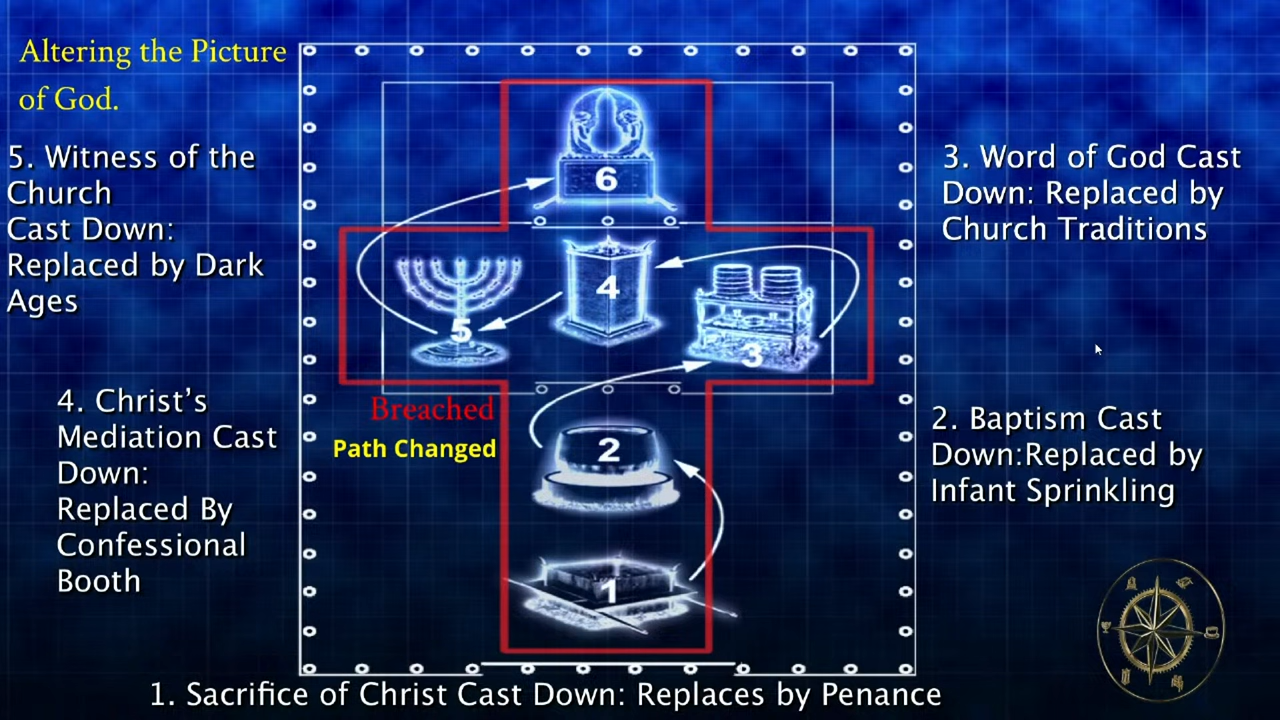 Altering the Picture
of God.
5. Witness of the
Church
Cast Down:
Replaced by Dark
Ages
4. Christ's
Mediation Cast
Down:
Replaced By
Confessional
Booth
6
4
5
3
Breached
Path Changed
2
1
3. Word of God Cast
Down: Replaced by
Church Traditions
2. Baptism Cast
Down:Replaced by
Infant Sprinkling
1. Sacrifice of Christ Cast Down: Replaces by Penance